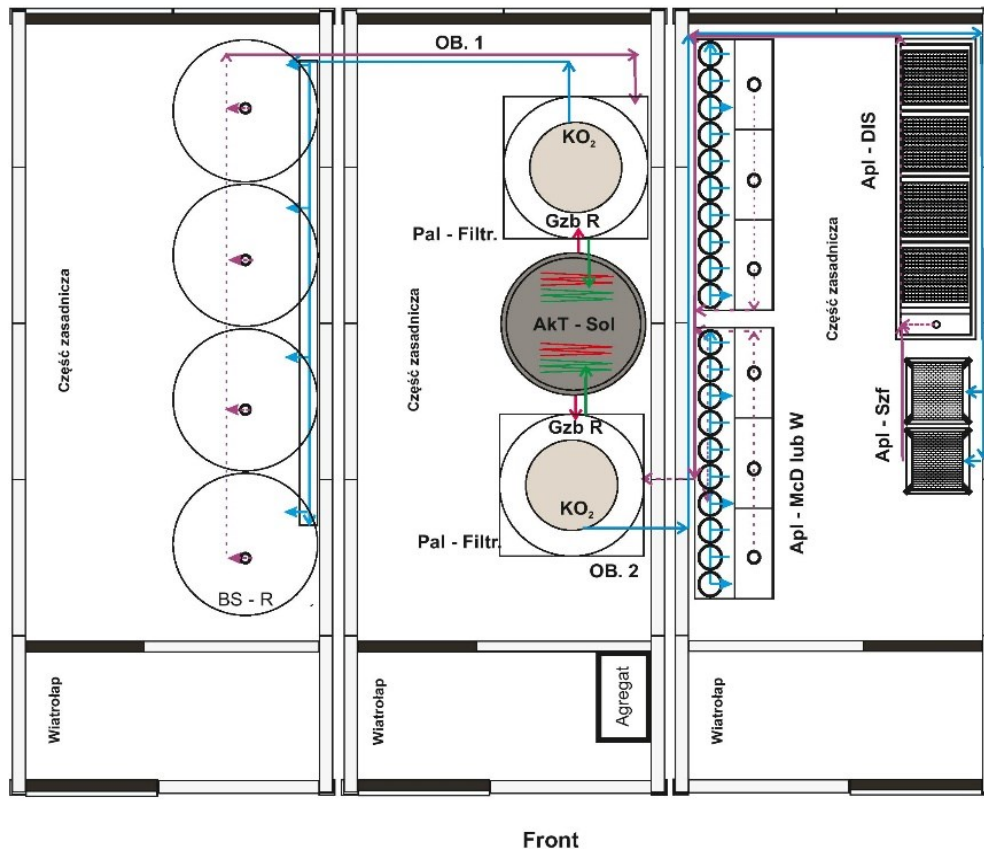 OB. 1
KO2
Gzb R
Pal - Filtr.
AkT - Sol
Gzb R
KO2
Pal - Filtr.
OB. 2
BS - R
Część zasadnicza
Część zasadnicza
Część zasadnicza
Apl - DIS
Apl - Szf
Apl - McD lub W
Wiatrołap
Wiatrołap
Agregat
Wiatrołap
Front